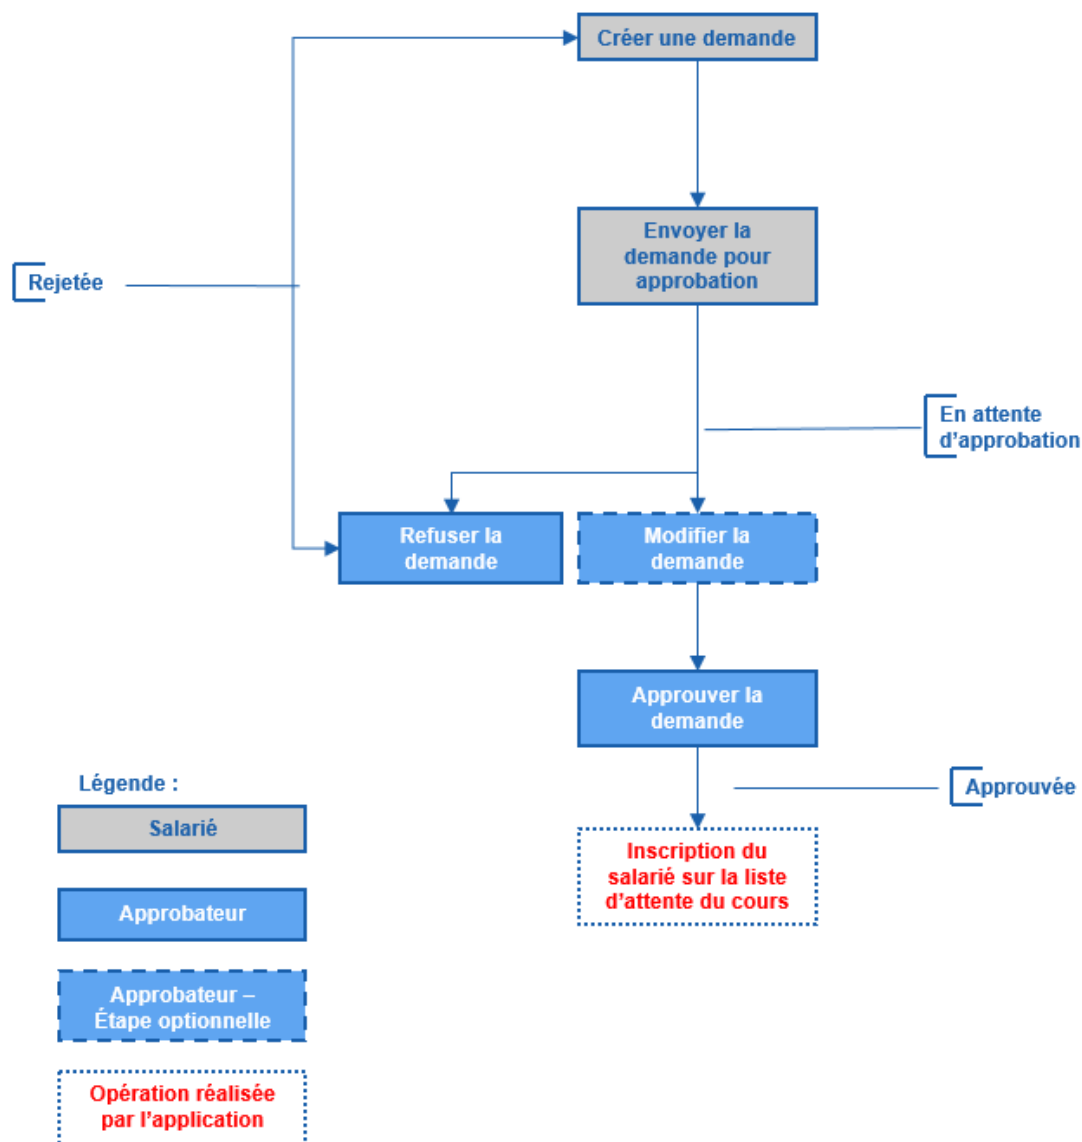 Créer une demande
Envoyer la
demande pour
approbation
Rejetée
En attente
d’approbation
Refuser la
demande
Modifier la
demande
Approuver la
demande
Approuvée
Inscription du
salarié sur la liste
d’attente du cours
Légende :
Salarié
Approbateur
Approbateur –
Étape optionnelle
Opération réalisée
par l’application